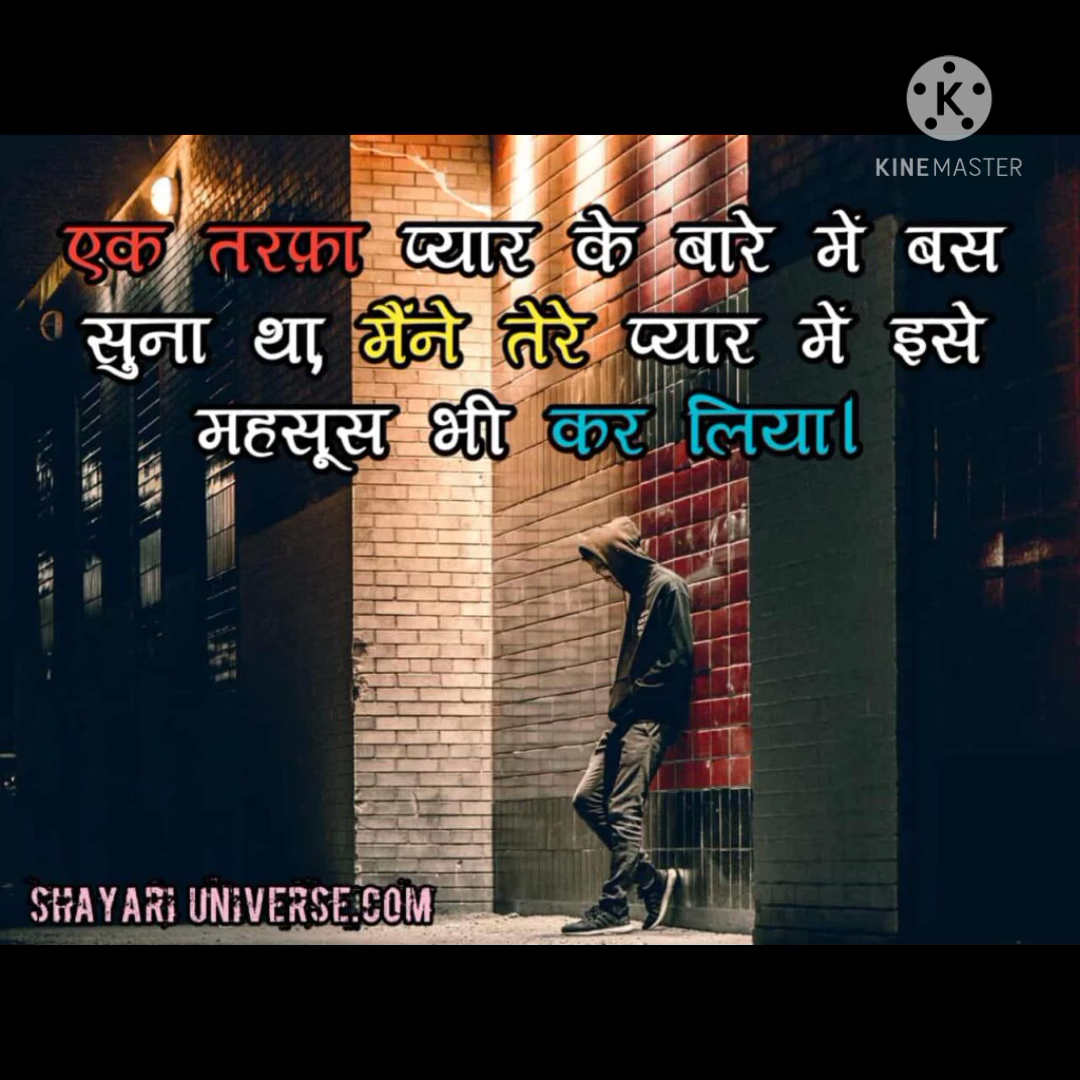 K
KINEMASTER
एक तरफ़ा प्यार के बारे में बस
सुना था, मैंने तेरे प्यार में इसे
महसूस भी कर लिया।
SHAYARI UNIVERSE.COM